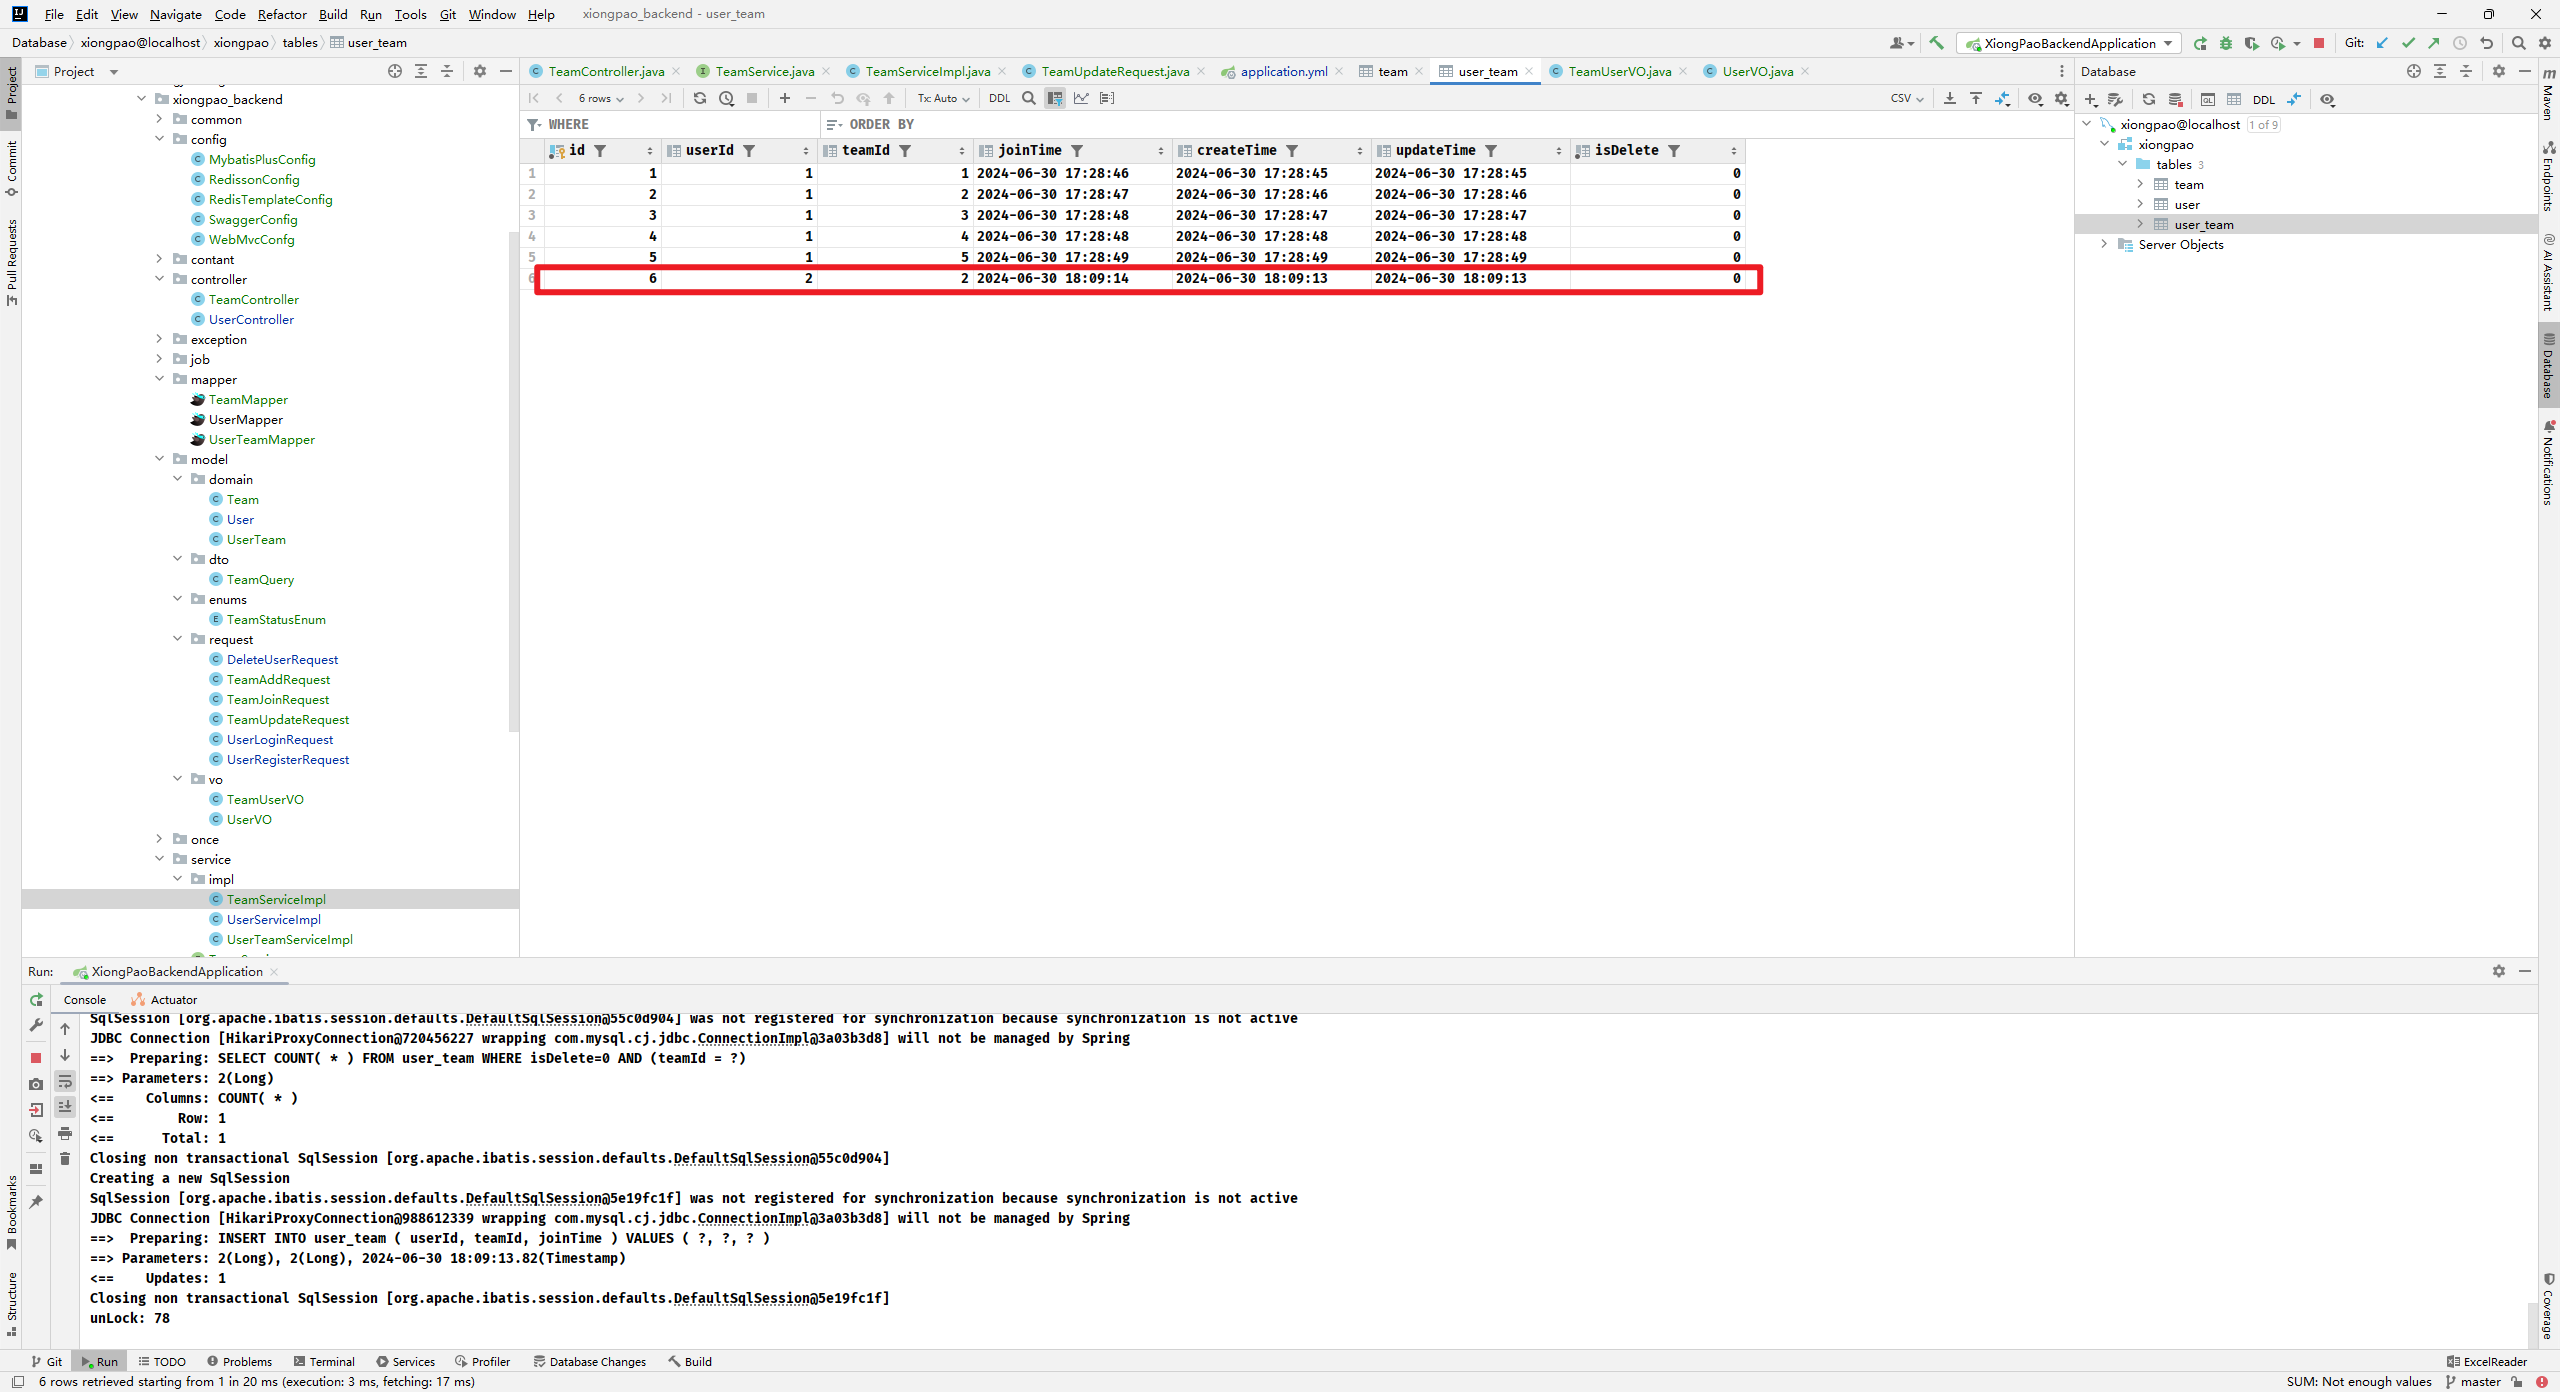 File Edit View Navigate Code Refactor Build Run Tools Git Window Help xiongpao_backend - user_team
Database xiongpao@localhost xiongpao tables user_team
XiongPaoBackendApplication Git:
Project
TeamController.java TeamService.java TeamServiceImpl.java TeamUpdateRequest.java application.yml team user_team TeamUserVO.java UserVO.java
Database
6 rows Tx: Auto DDL CSV
DDL
WHERE ORDER BY
id userId teamId joinTime createTime updateTime isDelete
1 1 1 1 2024-06-30 17:28:46 2024-06-30 17:28:45 2024-06-30 17:28:45 0
2 2 1 2 2024-06-30 17:28:47 2024-06-30 17:28:46 2024-06-30 17:28:46 0
3 3 1 3 2024-06-30 17:28:48 2024-06-30 17:28:47 2024-06-30 17:28:47 0
4 4 1 4 2024-06-30 17:28:48 2024-06-30 17:28:48 2024-06-30 17:28:48 0
5 5 1 5 2024-06-30 17:28:49 2024-06-30 17:28:49 2024-06-30 17:28:49 0
6 6 2 2 2024-06-30 18:09:14 2024-06-30 18:09:13 2024-06-30 18:09:13 0
xiongpao@localhost 1 of 9
xiongpao
tables 3
team
user
user_team
Server Objects
xiongpao_backend
common
config
MybatisPlusConfig
RedissonConfig
RedisTemplateConfig
SwaggerConfig
WebMvcConfg
contant
controller
TeamController
UserController
exception
job
mapper
TeamMapper
UserMapper
UserTeamMapper
model
domain
Team
User
UserTeam
dto
TeamQuery
enums
TeamStatusEnum
request
DeleteUserRequest
TeamAddRequest
TeamJoinRequest
TeamUpdateRequest
UserLoginRequest
UserRegisterRequest
vo
TeamUserVO
UserVO
once
service
impl
TeamServiceImpl
UserServiceImpl
UserTeamServiceImpl
Project
Commit
Pull Requests
Bookmarks
Structure
Maven
Endpoints
AI Assistant
Database
Notifications
Coverage
Run: XiongPaoBackendApplication
Console Actuator
SqlSession [org.apache.ibatis.session.defaults.DefaultSqlSession@55c0d904] was not registered for synchronization because synchronization is not active
JDBC Connection [HikariProxyConnection@720456227 wrapping com.mysql.cj.jdbc.ConnectionImpl@3a03b3d8] will not be managed by Spring
==>  Preparing: SELECT COUNT( * ) FROM user_team WHERE isDelete=0 AND (teamId = ?)
==> Parameters: 2(Long)
<==    Columns: COUNT( * )
<==        Row: 1
<==      Total: 1
Closing non transactional SqlSession [org.apache.ibatis.session.defaults.DefaultSqlSession@55c0d904]
Creating a new SqlSession
SqlSession [org.apache.ibatis.session.defaults.DefaultSqlSession@5e19fc1f] was not registered for synchronization because synchronization is not active
JDBC Connection [HikariProxyConnection@988612339 wrapping com.mysql.cj.jdbc.ConnectionImpl@3a03b3d8] will not be managed by Spring
==>  Preparing: INSERT INTO user_team ( userId, teamId, joinTime ) VALUES ( ?, ?, ? )
==> Parameters: 2(Long), 2(Long), 2024-06-30 18:09:13.82(Timestamp)
<==    Updates: 1
Closing non transactional SqlSession [org.apache.ibatis.session.defaults.DefaultSqlSession@5e19fc1f]
unLock: 78
Git Run TODO Problems Terminal Services Profiler Database Changes Build ExcelReader
6 rows retrieved starting from 1 in 20 ms (execution: 3 ms, fetching: 17 ms) SUM: Not enough values master